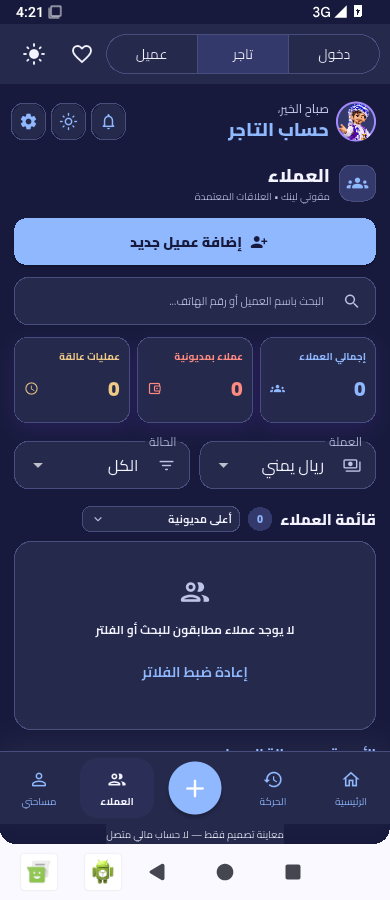 4:21
3G
دخول
تاجر
عميل
صباح الخير،
حساب التاجر
العملاء
مقوتي لينك • العلاقات المعتمدة
إضافة عميل جديد
البحث باسم العميل أو رقم الهاتف...
إجمالي العملاء
0
عملاء بمديونية
0
عمليات عالقة
0
العملة
ريال يمني
الحالة
الكل
قائمة العملاء
0
أعلى مديونية
لا يوجد عملاء مطابقون للبحث أو الفلتر
إعادة ضبط الفلاتر
الرئيسية
الحركة
العملاء
مساحتي
معاينة تصميم فقط — لا حساب مالي متصل